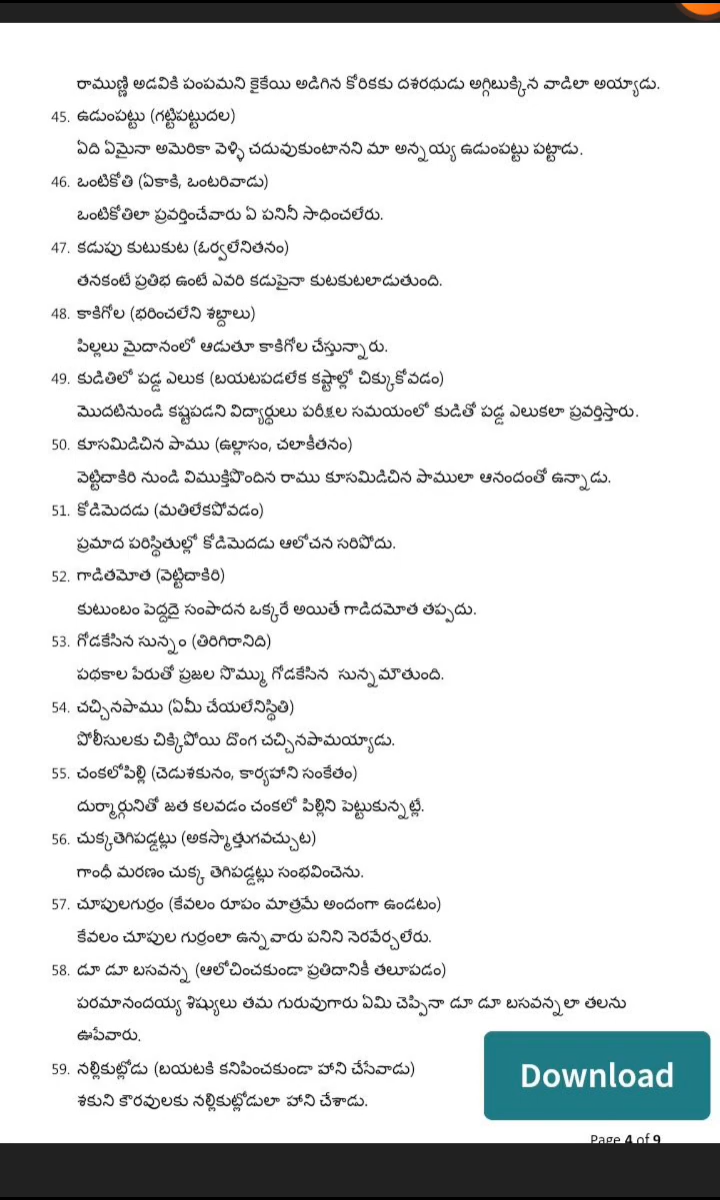 రాముణ్ణి అడవికి పంపమని కైకేయి అడిగిన కోరికకు దశరథుడు అగ్గిబుక్కిన వాడిలా అయ్యాడు.
45. ఉడుంపట్టు (గట్టిపట్టుదల)
ఏది ఏమైనా అమెరికా వెళ్ళి చదువుకుంటానని మా అన్నయ్య ఉడుంపట్టు పట్టాడు.
46. ఒంటికోతి (ఏకాకి, ఒంటరివాడు)
ఒంటికోతిలా ప్రవర్తించేవారు ఏ పనినీ సాధించలేరు.
47. కడుపు కుటుకుట (ఓర్వలేనితనం)
తనకంటే ప్రతిభ ఉంటే ఎవరి కడుపైనా కుటకుటలాడుతుంది.
48. కాకిగోల (భరించలేని శబ్దాలు)
పిల్లలు మైదానంలో ఆడుతూ కాకిగోల చేస్తున్నారు.
49. కుడితిలో పడ్డ ఎలుక (బయటపడలేక కష్టాల్లో చిక్కుకోవడం)
మొదటినుండి కష్టపడని విద్యార్థులు పరీక్షల సమయంలో కుడితో పడ్డ ఎలుకలా ప్రవర్తిస్తారు.
50. కూసమిడిచిన పాము (ఉల్లాసం, చలాకీతనం)
వెట్టిదాకిరి నుండి విముక్తిపొందిన రాము కూసమిడిచిన పాములా ఆనందంతో ఉన్నాడు.
51. కోడిమెదడు (మతిలేకపోవడం)
ప్రమాద పరిస్థితుల్లో కోడిమెదడు ఆలోచన సరిపోదు.
52. గాడితమోత (వెట్టిదాకిరి)
కుటుంబం పెద్దదై సంపాదన ఒక్కరే అయితే గాడిదమోత తప్పదు.
53. గోడకేసిన సున్నం (తిరిగిరానిది)
పథకాల పేరుతో ప్రజల సొమ్ము గోడకేసిన సున్నమౌతుంది.
54. చచ్చినపాము (ఏమీ చేయలేనిస్థితి)
పోలీసులకు చిక్కిపోయి దొంగ చచ్చినపామయ్యాడు.
55. చంకలోపిల్లి (చెడుశకునం, కార్యహాని సంకేతం)
దుర్మార్గునితో జత కలవడం చంకలో పిల్లిని పెట్టుకున్నట్లే.
56. చుక్కతెగిపడ్డట్లు (అకస్మాత్తుగవచ్చుట)
గాంధీ మరణం చుక్క తెగిపడ్డట్లు సంభవించెను.
57. చూపులగుర్రం (కేవలం రూపం మాత్రమే అందంగా ఉండటం)
కేవలం చూపుల గుర్రంలా ఉన్నవారు పనిని నెరవేర్చలేరు.
58. డూ డూ బసవన్న (ఆలోచించకుండా ప్రతిదానికీ తలూపడం)
పరమానందయ్య శిష్యులు తమ గురువుగారు ఏమి చెప్పినా డూ డూ బసవన్నలా తలను
ఊపేవారు.
59. నల్లికుట్లోడు (బయటకి కనిపించకుండా హాని చేసేవాడు)
శకుని కౌరవులకు నల్లికుట్లోడులా హాని చేశాడు.
Download
Page 4 of 9